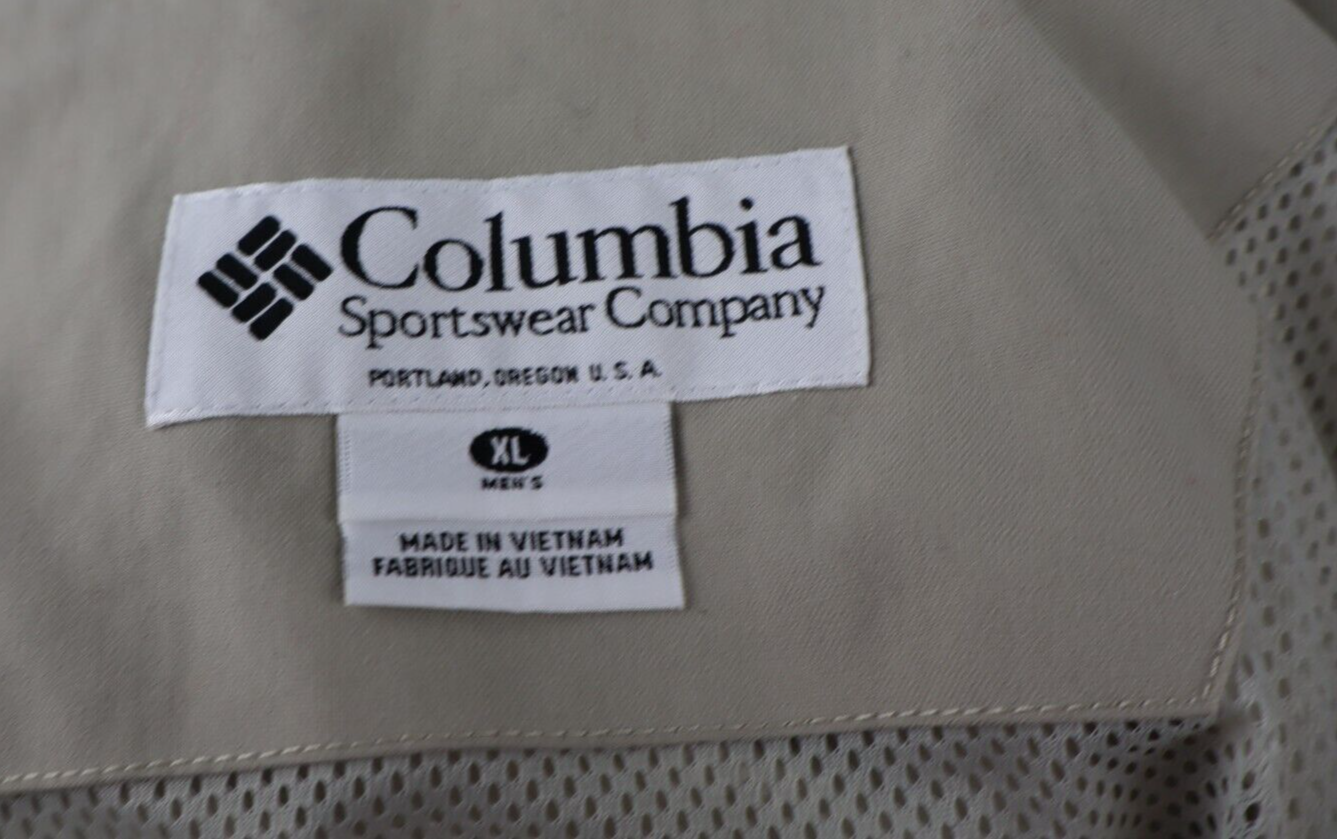 Columbia
Sportswear Company
PORTLAND, OREGON U. S. A.
XL
MEN'S
MADE IN VIETNAM
FABRIQUE AU VIETNAM